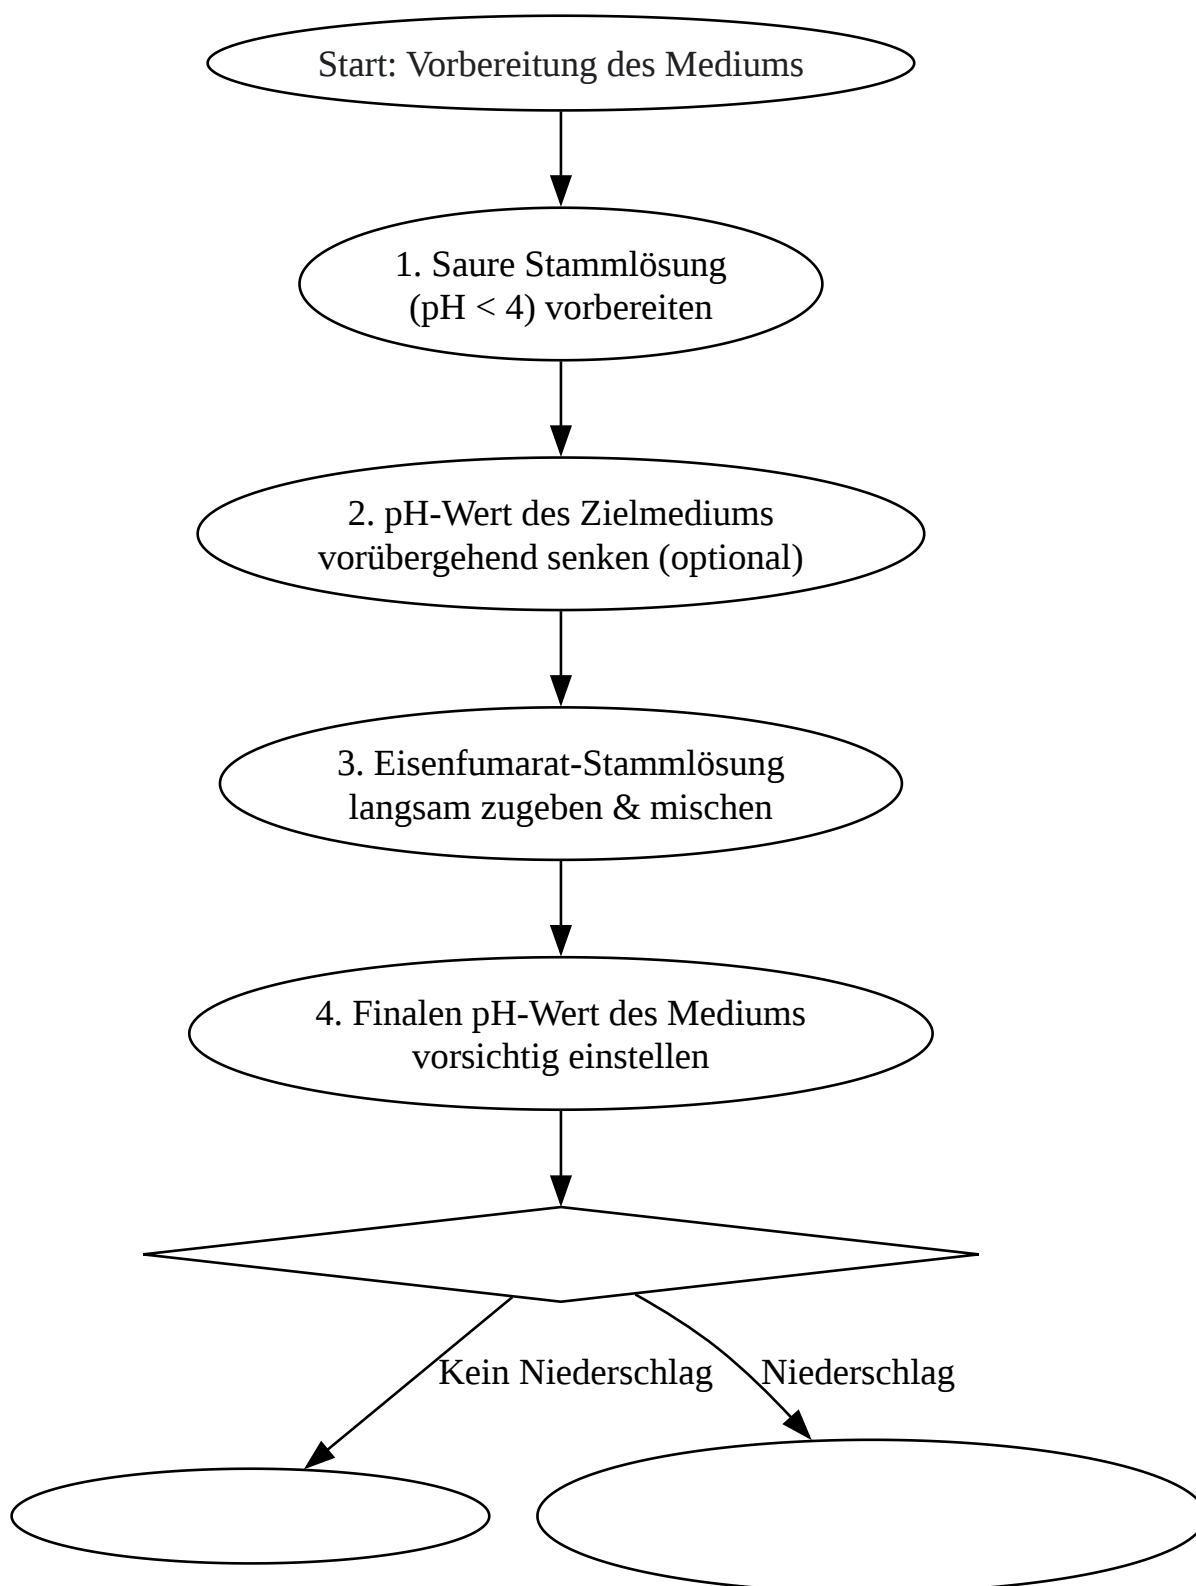 Start: Vorbereitung des Mediums
1. Saure Stammlösung
(pH < 4) vorbereiten
2. pH-Wert des Zielmediums
vorübergehend senken (optional)
3. Eisenfumarat-Stammlösung
langsam zugeben & mischen
4. Finalen pH-Wert des Mediums
vorsichtig einstellen
Kein Niederschlag
Niederschlag